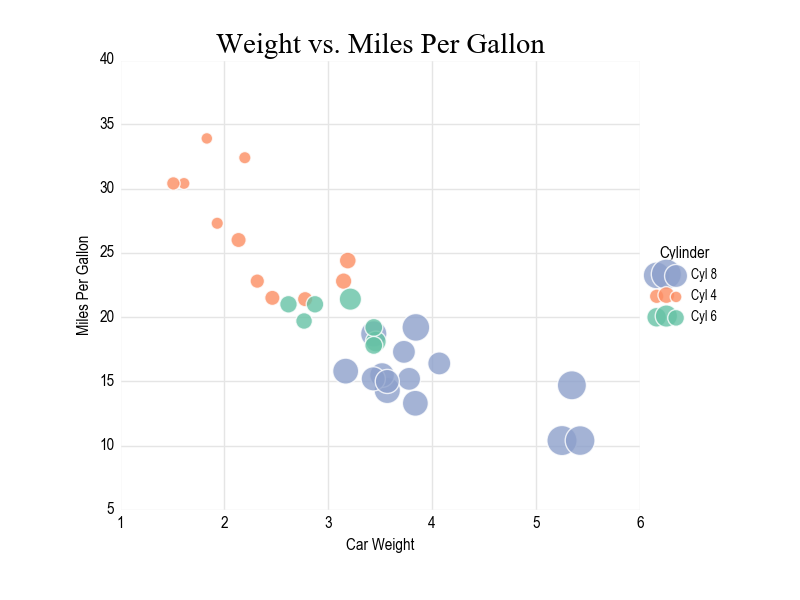 Weight vs. Miles Per Gallon
40
35
30
25
20
15
10
5
Miles Per Gallon
1 2 3 4 5 6
Car Weight
Cylinder
Cyl 8
Cyl 4
Cyl 6